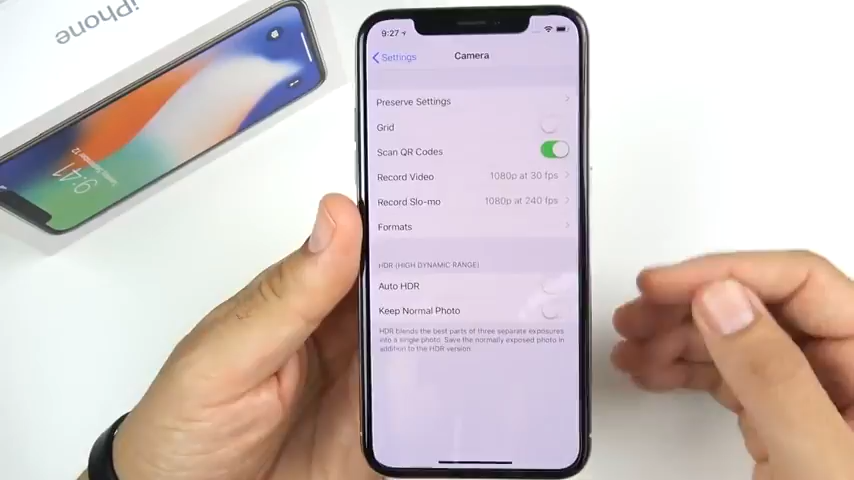 iPhone
9:41
Tuesday, September 12
9:27
Settings
Camera
Preserve Settings
Grid
Scan QR Codes
Record Video 1080p at 30 fps
Record Slo-mo 1080p at 240 fps
Formats
HDR (HIGH DYNAMIC RANGE)
Auto HDR
Keep Normal Photo
HDR blends the best parts of three separate exposures
into a single photo. Save the normally exposed photo in
addition to the HDR version.